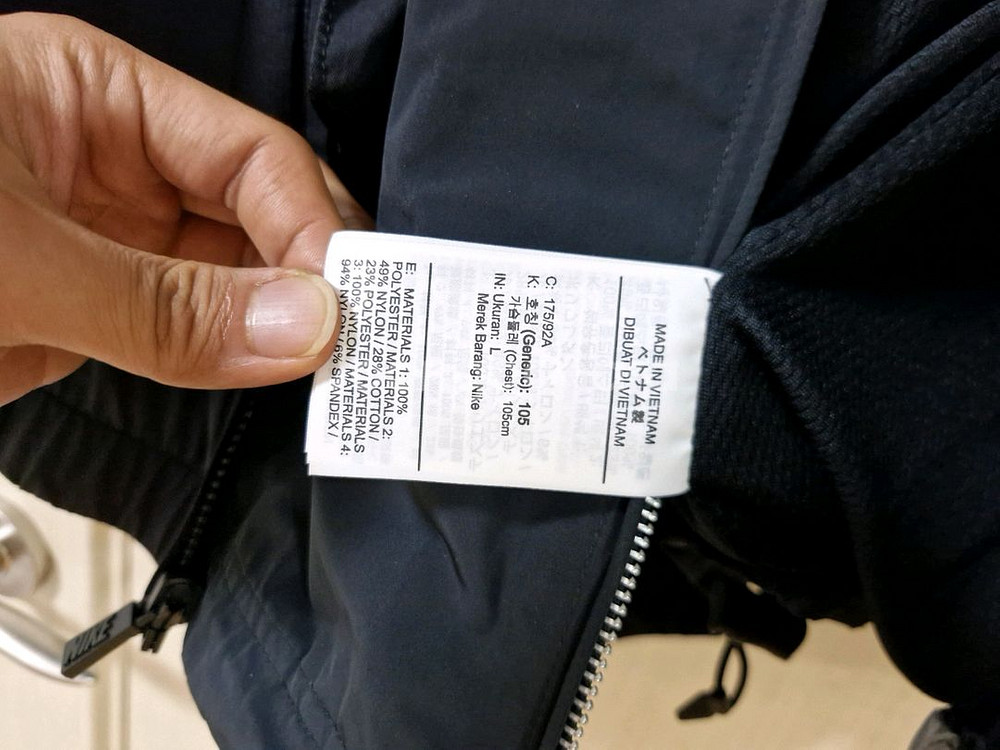 MADE IN VIETNAM
ベトナム製
DIBUAT DI VIETNAM
C: 175/92A
K: 호칭 (Generic): 105
가슴둘레 (Chest): 105cm
IN: Ukuran: L
Merek Barang: Nike
E: MATERIALS 1: 100%
POLYESTER / MATERIALS 2:
49% NYLON / 28% COTTON /
23% POLYESTER / MATERIALS
3: 100% NYLON / MATERIALS 4:
94% NYLON / 6% SPANDEX /
NIKE